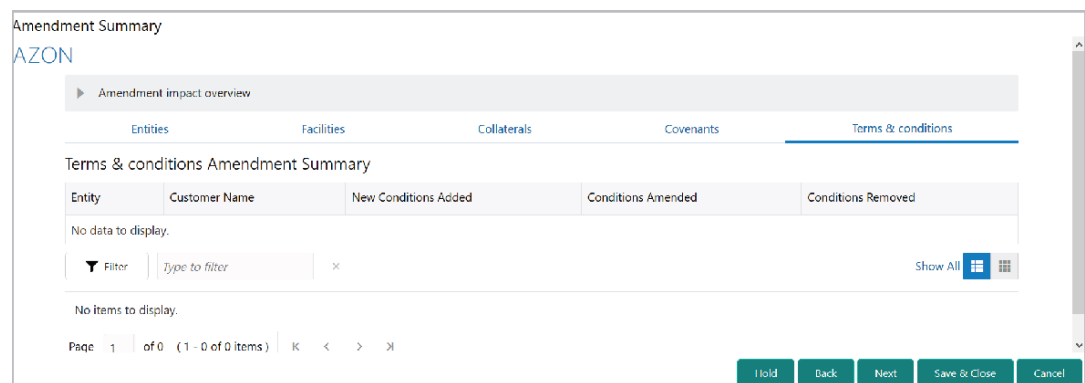 Amendment Summary
AZON
Amendment impact overview
Entities Facilities Collaterals Covenants Terms & conditions
Terms & conditions Amendment Summary
Entity Customer Name New Conditions Added Conditions Amended Conditions Removed
No data to display.
Filter Type to filter Show All
No items to display.
Page 1 of 0 ( 1 - 0 of 0 items )
Hold Back Next Save & Close Cancel